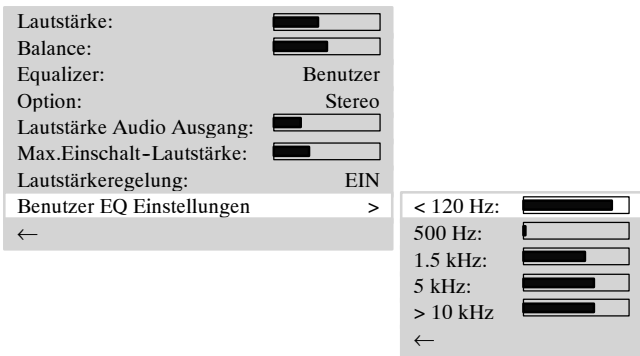 Lautstärke:
Balance:
Equalizer: Benutzer
Option: Stereo
Lautstärke Audio Ausgang:
Max.Einschalt-Lautstärke:
Lautstärkeregelung: EIN
Benutzer EQ Einstellungen >
←
< 120 Hz:
500 Hz:
1.5 kHz:
5 kHz:
> 10 kHz
←